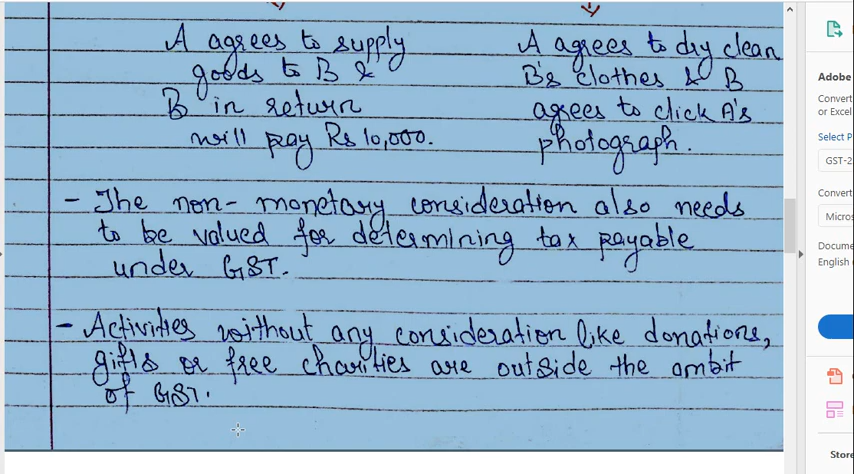 A agrees to supply
goods to B &
B in return
will pay Rs 10,000.
A agrees to dry clean
B's clothes & B
agrees to click A's
photograph.
- The non-monetary consideration also needs
to be valued for determining tax payable
under GST.
- Activities without any consideration like donations,
gifts or free charities are outside the ambit
of GST.
Adobe
Convert
or Excel
Select P
GST-2
Convert
Micros
Docume
English
Store